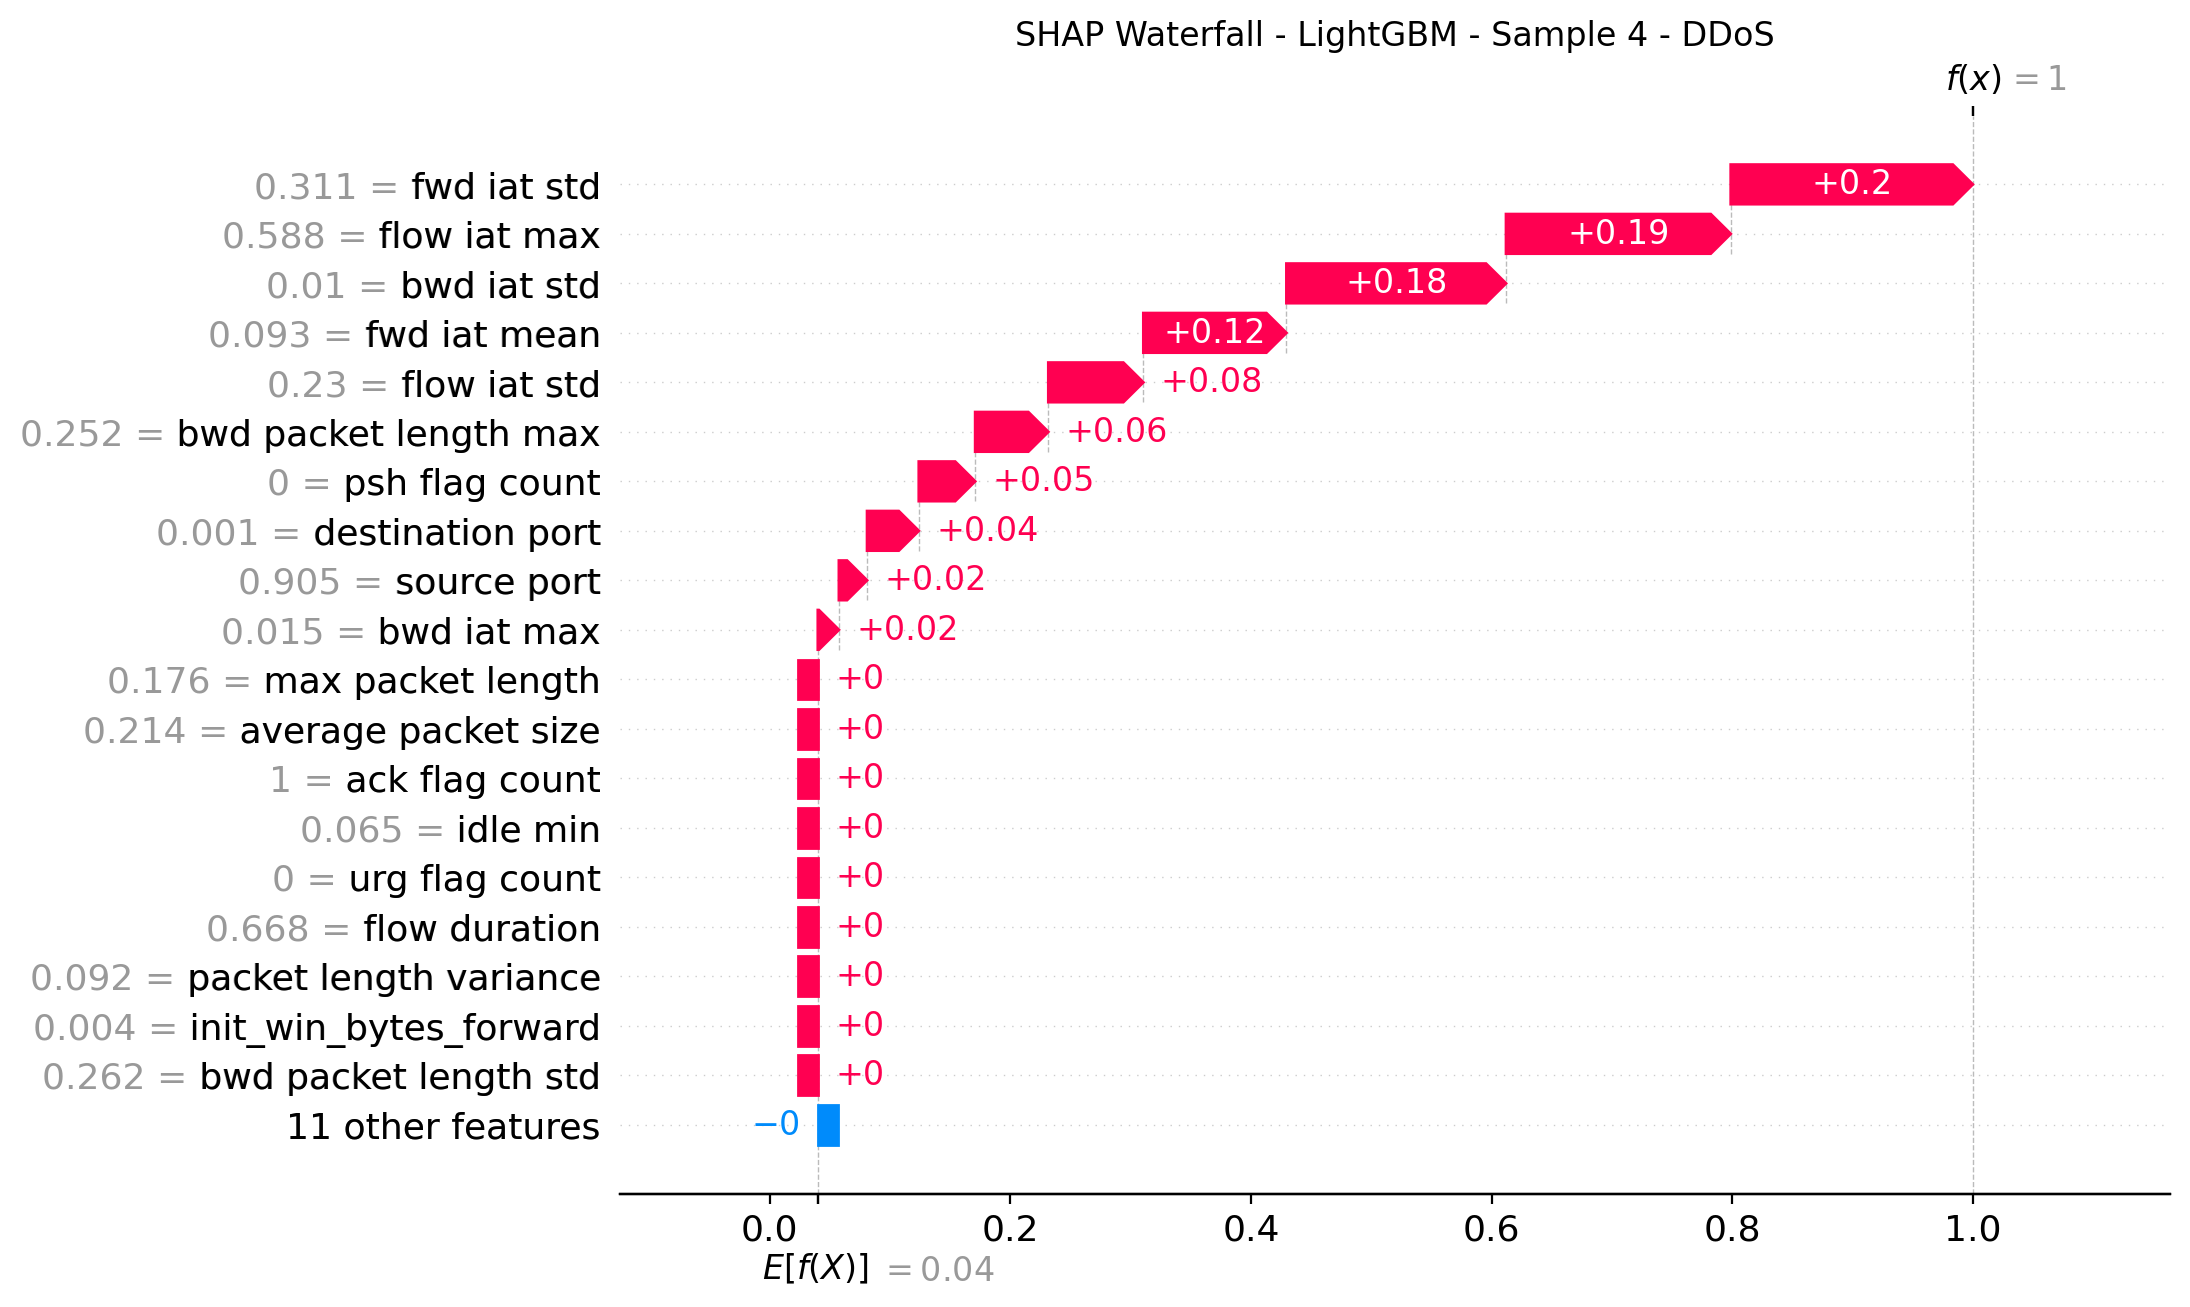 SHAP Waterfall - LightGBM - Sample 4 - DDoS
f(x) = 1
0.311 = fwd iat std +0.2
0.588 = flow iat max +0.19
0.01 = bwd iat std +0.18
0.093 = fwd iat mean +0.12
0.23 = flow iat std +0.08
0.252 = bwd packet length max +0.06
0 = psh flag count +0.05
0.001 = destination port +0.04
0.905 = source port +0.02
0.015 = bwd iat max +0.02
0.176 = max packet length +0
0.214 = average packet size +0
1 = ack flag count +0
0.065 = idle min +0
0 = urg flag count +0
0.668 = flow duration +0
0.092 = packet length variance +0
0.004 = init_win_bytes_forward +0
0.262 = bwd packet length std +0
11 other features −0
0.0 0.2 0.4 0.6 0.8 1.0
E[f(X)] = 0.04